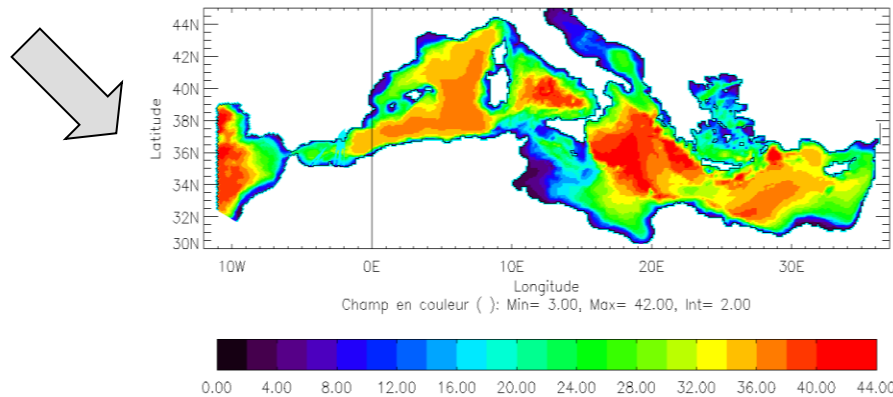 44N
42N
40N
38N
36N
34N
32N
30N
Latitude
10W 0E 10E 20E 30E
Longitude
Champ en couleur ( ): Min= 3.00, Max= 42.00, Int= 2.00
0.00 4.00 8.00 12.00 16.00 20.00 24.00 28.00 32.00 36.00 40.00 44.00